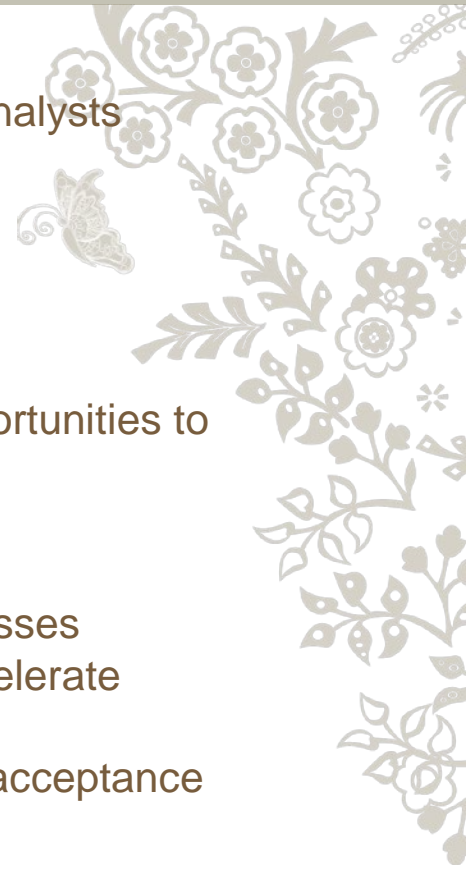 nalysts
ortunities to
sses
elerate
acceptance